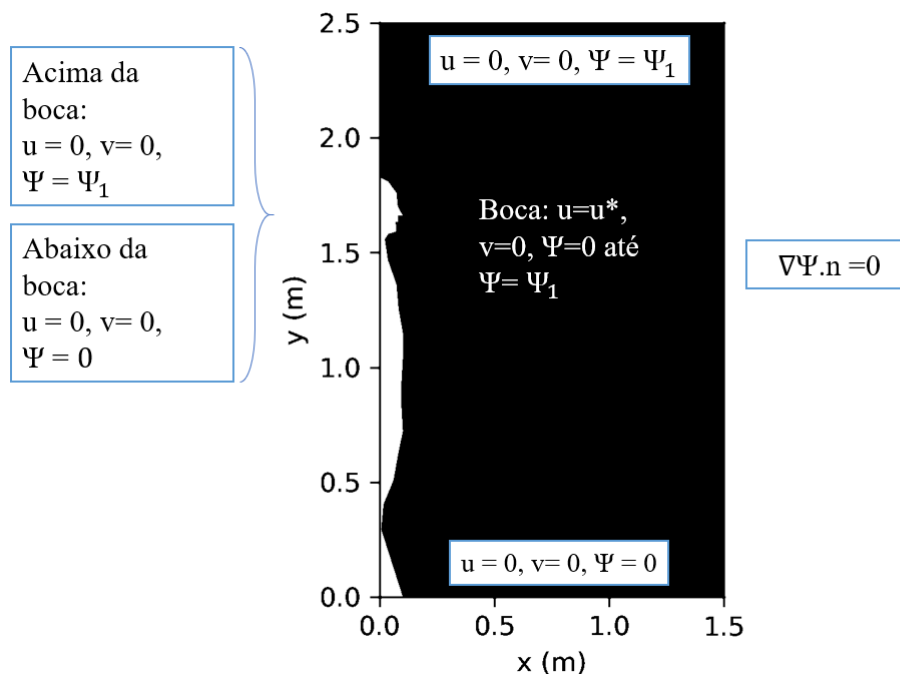 Acima da
boca:
u = 0, v= 0,
Ψ = Ψ₁
Abaixo da
boca:
u = 0, v= 0,
Ψ = 0
2.5
2.0
1.5
1.0
0.5
0.0
y (m)
u = 0, v= 0, Ψ = Ψ₁
Boca: u=u*,
v=0, Ψ=0 até
Ψ= Ψ₁
u = 0, v= 0, Ψ = 0
0.0 0.5 1.0 1.5
x (m)
∇Ψ.n =0